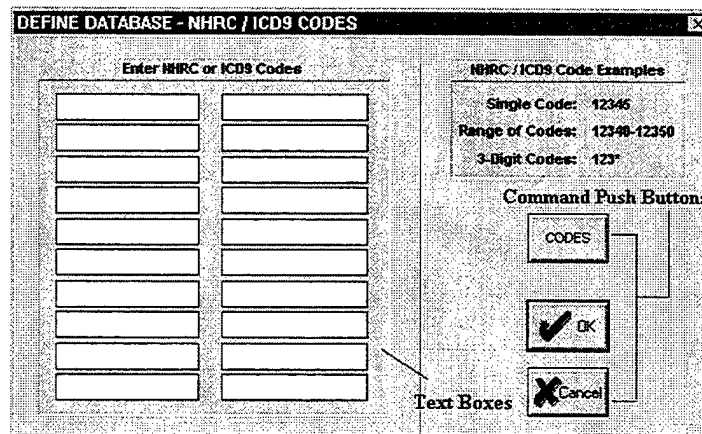 DEFINE DATABASE - NHRC / ICD9 CODES
Enter NHRC or ICD9 Codes
NHRC / ICD9 Code Examples
Single Code: 12345
Range of Codes: 12348-12350
3-Digit Codes: 123*
Command Push Buttons
CODES
OK
Cancel
Text Boxes